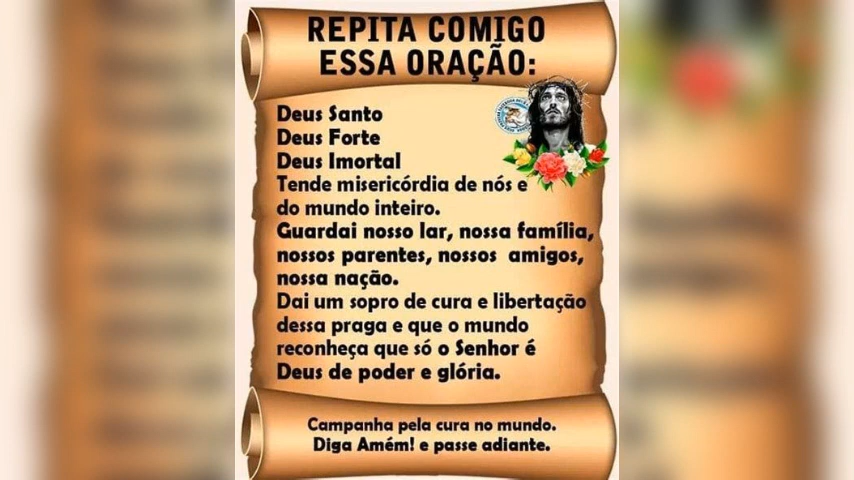 REPITA COMIGO
ESSA ORAÇÃO:
Deus Santo
Deus Forte
Deus Imortal
Tende misericórdia de nós e
do mundo inteiro.
Guardai nosso lar, nossa família,
nossos parentes, nossos amigos,
nossa nação.
Dai um sopro de cura e libertação
dessa praga e que o mundo
reconheça que só o Senhor é
Deus de poder e glória.
Campanha pela cura no mundo.
Diga Amém! e passe adiante.